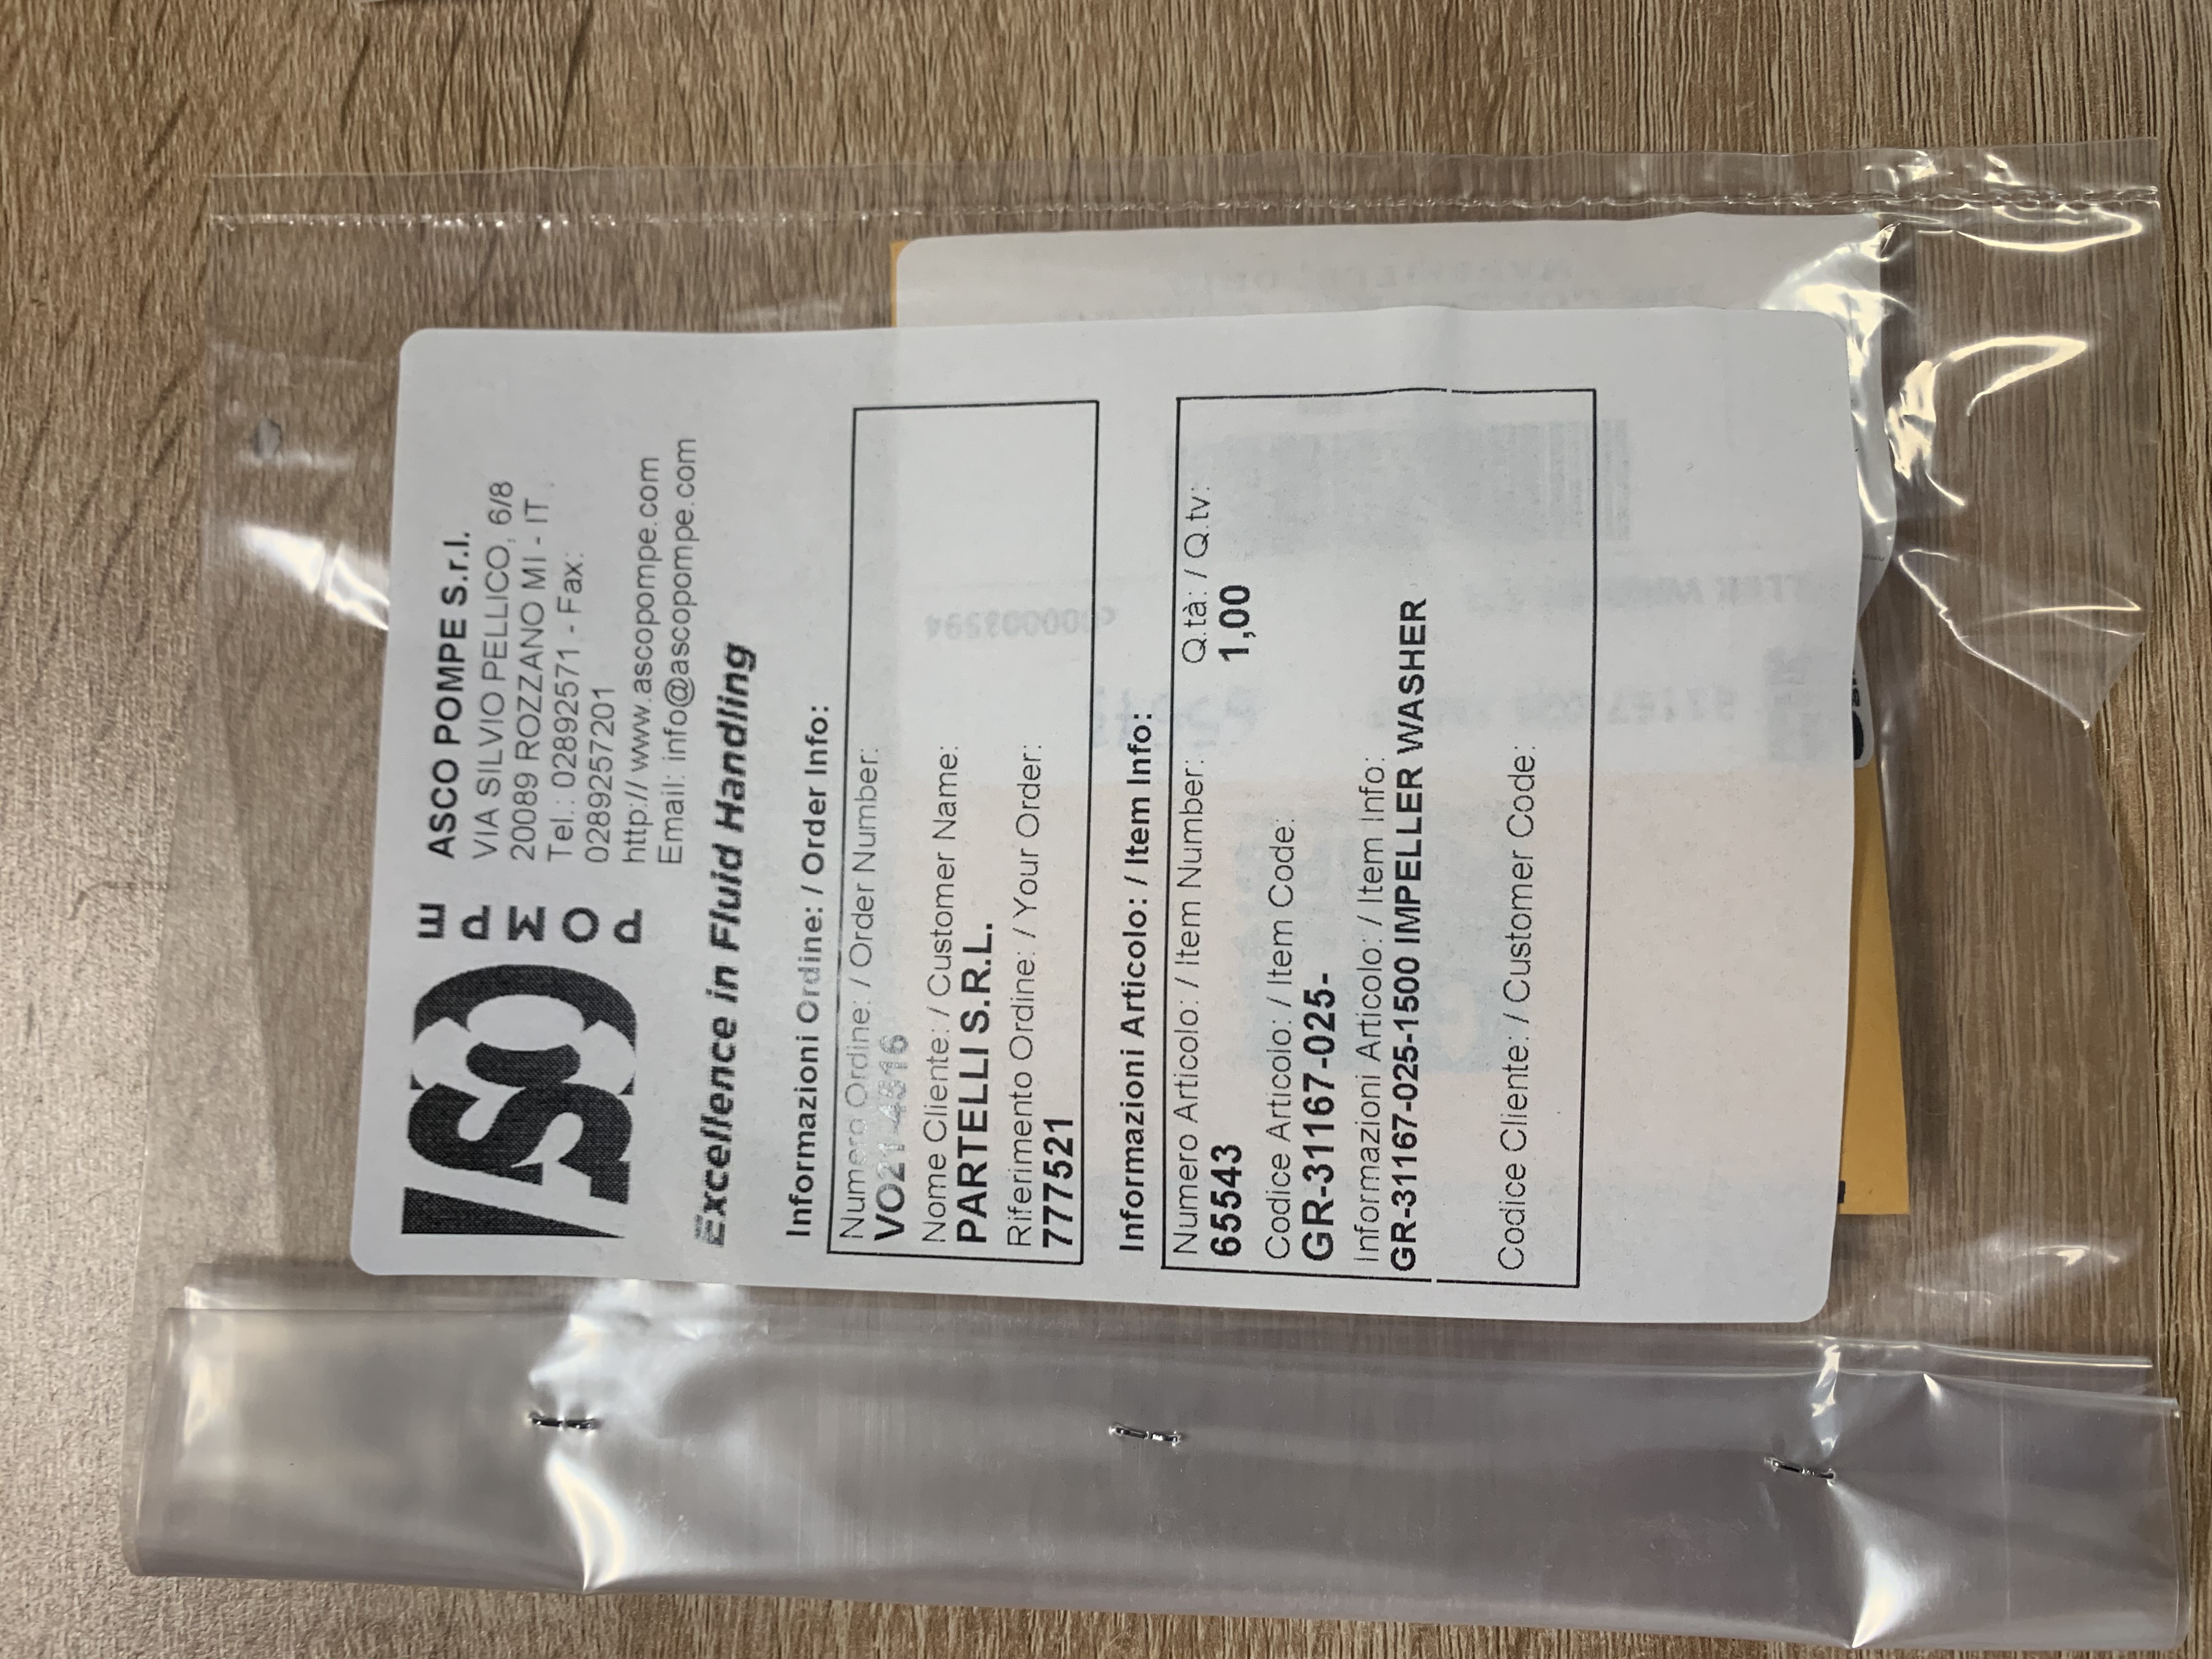 ASCO POMPE
ASCO POMPE S.r.l.
VIA SILVIO PELLICO, 6/8
20089 ROZZANO MI - IT
Tel.: 02892571 - Fax:
0289257201
http:// www.ascopompe.com
Email: info@ascopompe.com
Excellence in Fluid Handling
Informazioni Ordine: / Order Info:
Numero Ordine: / Order Number:
Nome Cliente: / Customer Name:
PARTELLI S.R.L.
Riferimento Ordine: / Your Order:
777521
Informazioni Articolo: / Item Info:
Numero Articolo: / Item Number: Q.tà: / Q.ty:
65543 1,00
Codice Articolo: / Item Code:
GR-31167-025-
Informazioni Articolo: / Item Info:
GR-31167-025-1500 IMPELLER WASHER
Codice Cliente: / Customer Code: